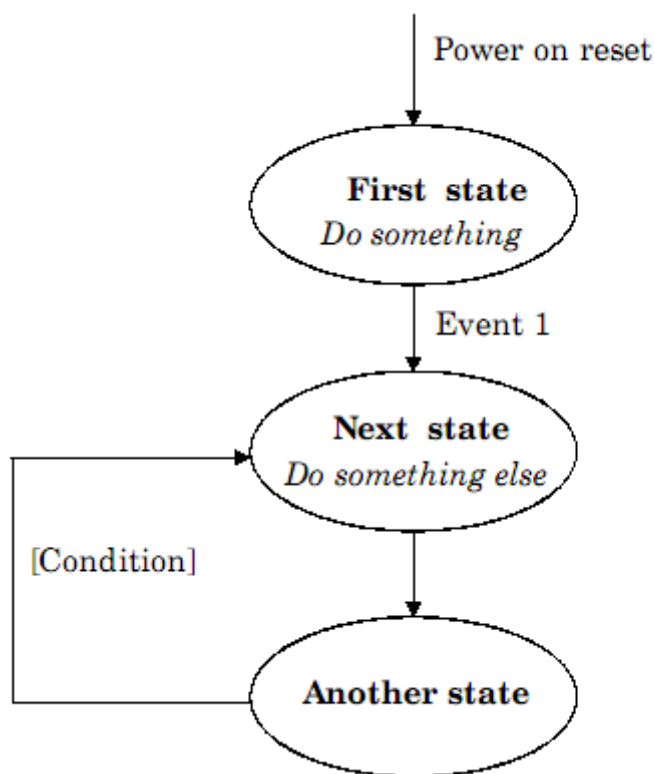 Power on reset
First state
Do something
Event 1
Next state
Do something else
[Condition]
Another state